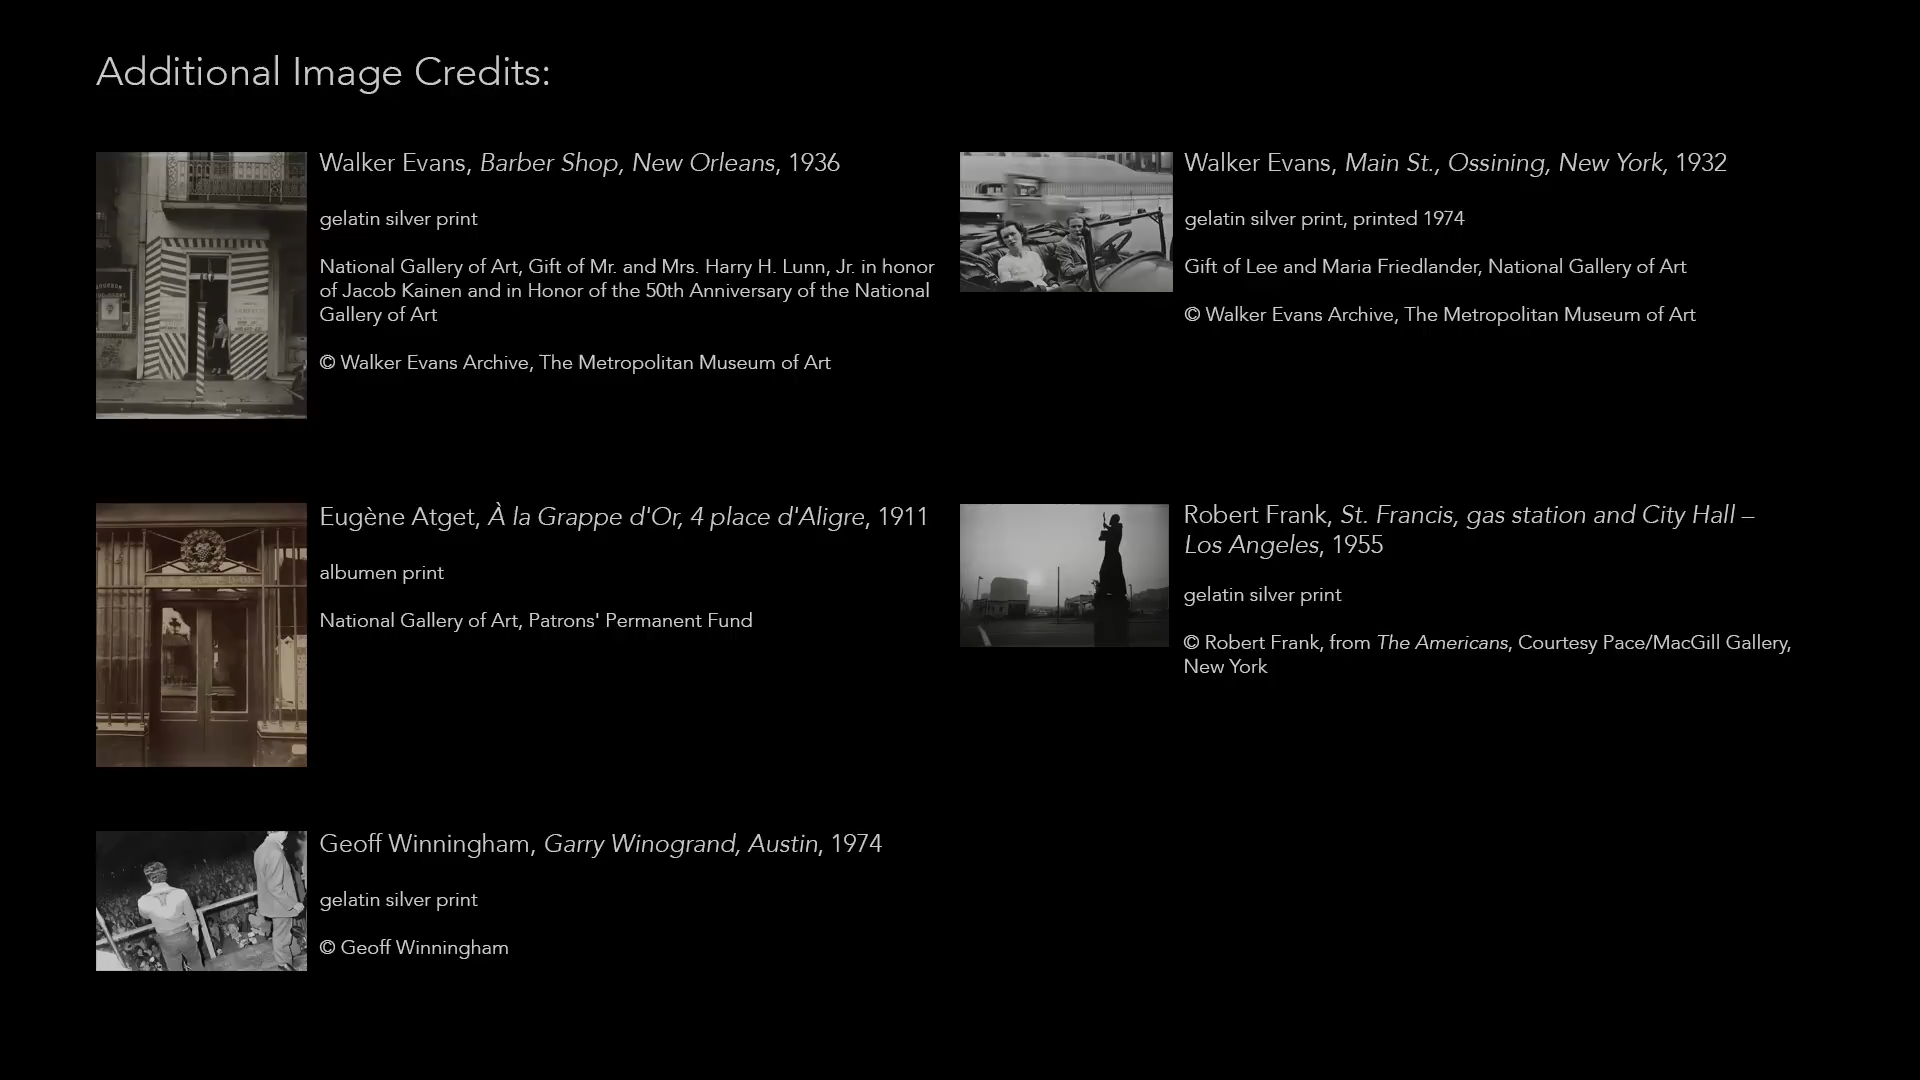 Additional Image Credits:
Walker Evans, Barber Shop, New Orleans, 1936
gelatin silver print
National Gallery of Art, Gift of Mr. and Mrs. Harry H. Lunn, Jr. in honor
of Jacob Kainen and in Honor of the 50th Anniversary of the National
Gallery of Art
© Walker Evans Archive, The Metropolitan Museum of Art
Walker Evans, Main St., Ossining, New York, 1932
gelatin silver print, printed 1974
Gift of Lee and Maria Friedlander, National Gallery of Art
© Walker Evans Archive, The Metropolitan Museum of Art
Eugène Atget, À la Grappe d'Or, 4 place d'Aligre, 1911
albumen print
National Gallery of Art, Patrons' Permanent Fund
Robert Frank, St. Francis, gas station and City Hall –
Los Angeles, 1955
gelatin silver print
© Robert Frank, from The Americans, Courtesy Pace/MacGill Gallery,
New York
Geoff Winningham, Garry Winogrand, Austin, 1974
gelatin silver print
© Geoff Winningham